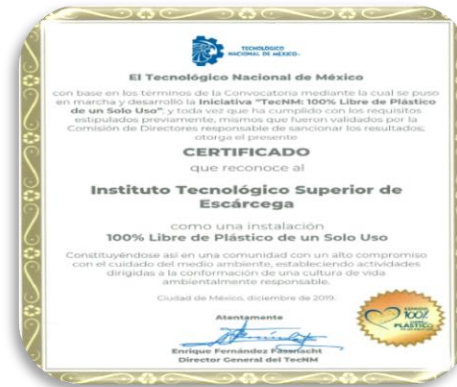 TECNOLÓGICO
NACIONAL DE MÉXICO
El Tecnológico Nacional de México
con base en los términos de la Convocatoria mediante la cual se puso
en marcha y desarrolló la Iniciativa "TecNM: 100% Libre de Plástico
de un Solo Uso"; y toda vez que ha cumplido con los requisitos
estipulados previamente, mismos que fueron validados por la
Comisión de Directores responsable de sancionar los resultados;
otorga el presente
CERTIFICADO
que reconoce al
Instituto Tecnológico Superior de
Escárcega
como una instalación
100% Libre de Plástico de un Solo Uso
Constituyéndose así en una comunidad con un alto compromiso
con el cuidado del medio ambiente, estableciendo actividades
dirigidas a la conformación de una cultura de vida
ambientalmente responsable.
Ciudad de México, diciembre de 2019.
Atentamente
Enrique Fernández Fassnacht
Director General del TecNM
ESPACIO
100%
LIBRE DE
PLÁSTICO